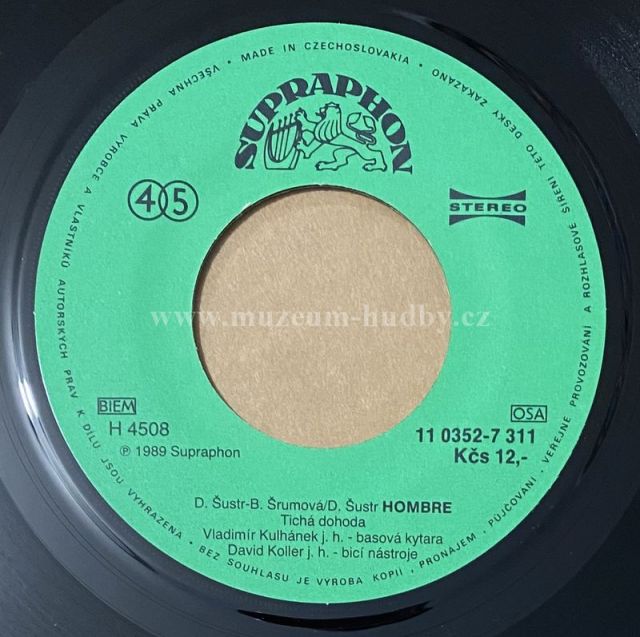 VŠECHNA PRÁVA VÝROBCE A VLASTNÍKŮ AUTORSKÝCH PRÁV K DÍLU JSOU VYHRAZENA • BEZ SOUHLASU JE VÝROBA KOPIÍ, PRONÁJEM, PŮJČOVÁNÍ, VEŘEJNÉ PROVOZOVÁNÍ A ROZHLASOVÉ ŠÍŘENÍ TÉTO DESKY ZAKÁZÁNO • MADE IN CZECHOSLOVAKIA •
SUPRAPHON
45
STEREO
www.muzeum-hudby.cz
BIEM
OSA
H 4508
11 0352-7 311
℗ 1989 Supraphon
Kčs 12,-
D. Šustr-B. Šrumová/D. Šustr HOMBRE
Tichá dohoda
Vladimír Kulhánek j. h. - basová kytara
David Koller j. h. - bicí nástroje